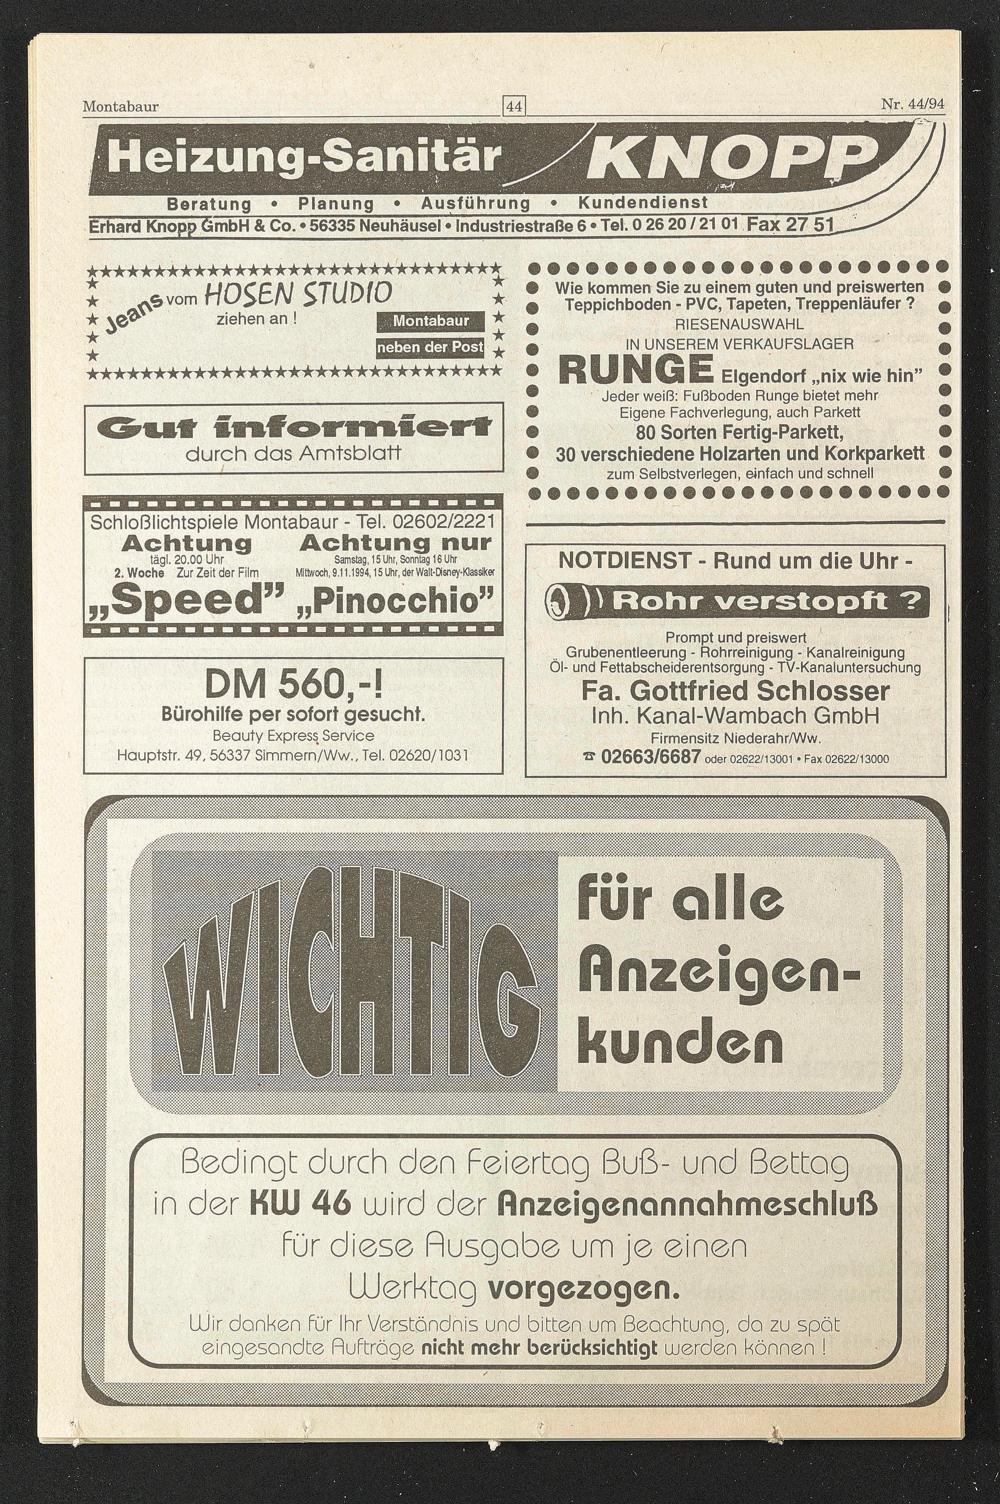 Montabaur
44
Nr. 44/94
Heizung-Sanitär KNOPP
Beratung • Planung • Ausführung • Kundendienst
Erhard Knopp GmbH & Co. • 56335 Neuhäusel • Industriestraße 6 • Tel. 0 26 20 / 21 01 Fax 27 51
Jeans vom HOSEN STUDIO
ziehen an !
Montabaur
neben der Post
Gut informiert
durch das Amtsblatt
Schloßlichtspiele Montabaur - Tel. 02602/2221
Achtung
tägl. 20.00 Uhr
2. Woche Zur Zeit der Film
„Speed”
Achtung nur
Samstag, 15 Uhr, Sonntag 16 Uhr
Mittwoch, 9.11.1994, 15 Uhr, der Walt-Disney-Klassiker
„Pinocchio”
DM 560,-!
Bürohilfe per sofort gesucht.
Beauty Express Service
Hauptstr. 49, 56337 Simmern/Ww., Tel. 02620/1031
Wie kommen Sie zu einem guten und preiswerten
Teppichboden - PVC, Tapeten, Treppenläufer ?
RIESENAUSWAHL
IN UNSEREM VERKAUFSLAGER
RUNGE Elgendorf „nix wie hin”
Jeder weiß: Fußboden Runge bietet mehr
Eigene Fachverlegung, auch Parkett
80 Sorten Fertig-Parkett,
30 verschiedene Holzarten und Korkparkett
zum Selbstverlegen, einfach und schnell
NOTDIENST - Rund um die Uhr -
Rohr verstopft ?
Prompt und preiswert
Grubenentleerung - Rohrreinigung - Kanalreinigung
Öl- und Fettabscheiderentsorgung - TV-Kanaluntersuchung
Fa. Gottfried Schlosser
Inh. Kanal-Wambach GmbH
Firmensitz Niederahr/Ww.
☎ 02663/6687 oder 02622/13001 • Fax 02622/13000
WICHTIG
für alle
Anzeigen-
kunden
Bedingt durch den Feiertag Buß- und Bettag
in der KW 46 wird der Anzeigenannahmeschluß
für diese Ausgabe um je einen
Werktag vorgezogen.
Wir danken für Ihr Verständnis und bitten um Beachtung, da zu spät
eingesandte Aufträge nicht mehr berücksichtigt werden können !